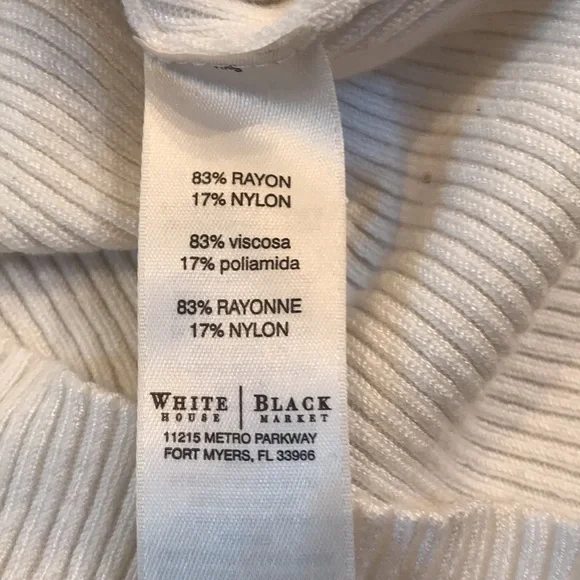 83% RAYON
17% NYLON
83% viscosa
17% poliamida
83% RAYONNE
17% NYLON
WHITE | BLACK
HOUSE | MARKET
11215 METRO PARKWAY
FORT MYERS, FL 33966